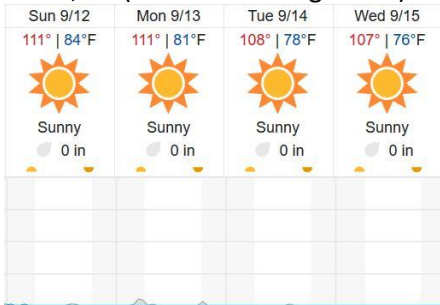 Sun 9/12 Mon 9/13 Tue 9/14 Wed 9/15
111° | 84°F 111° | 81°F 108° | 78°F 107° | 76°F
Sunny Sunny Sunny Sunny
0 in 0 in 0 in 0 in